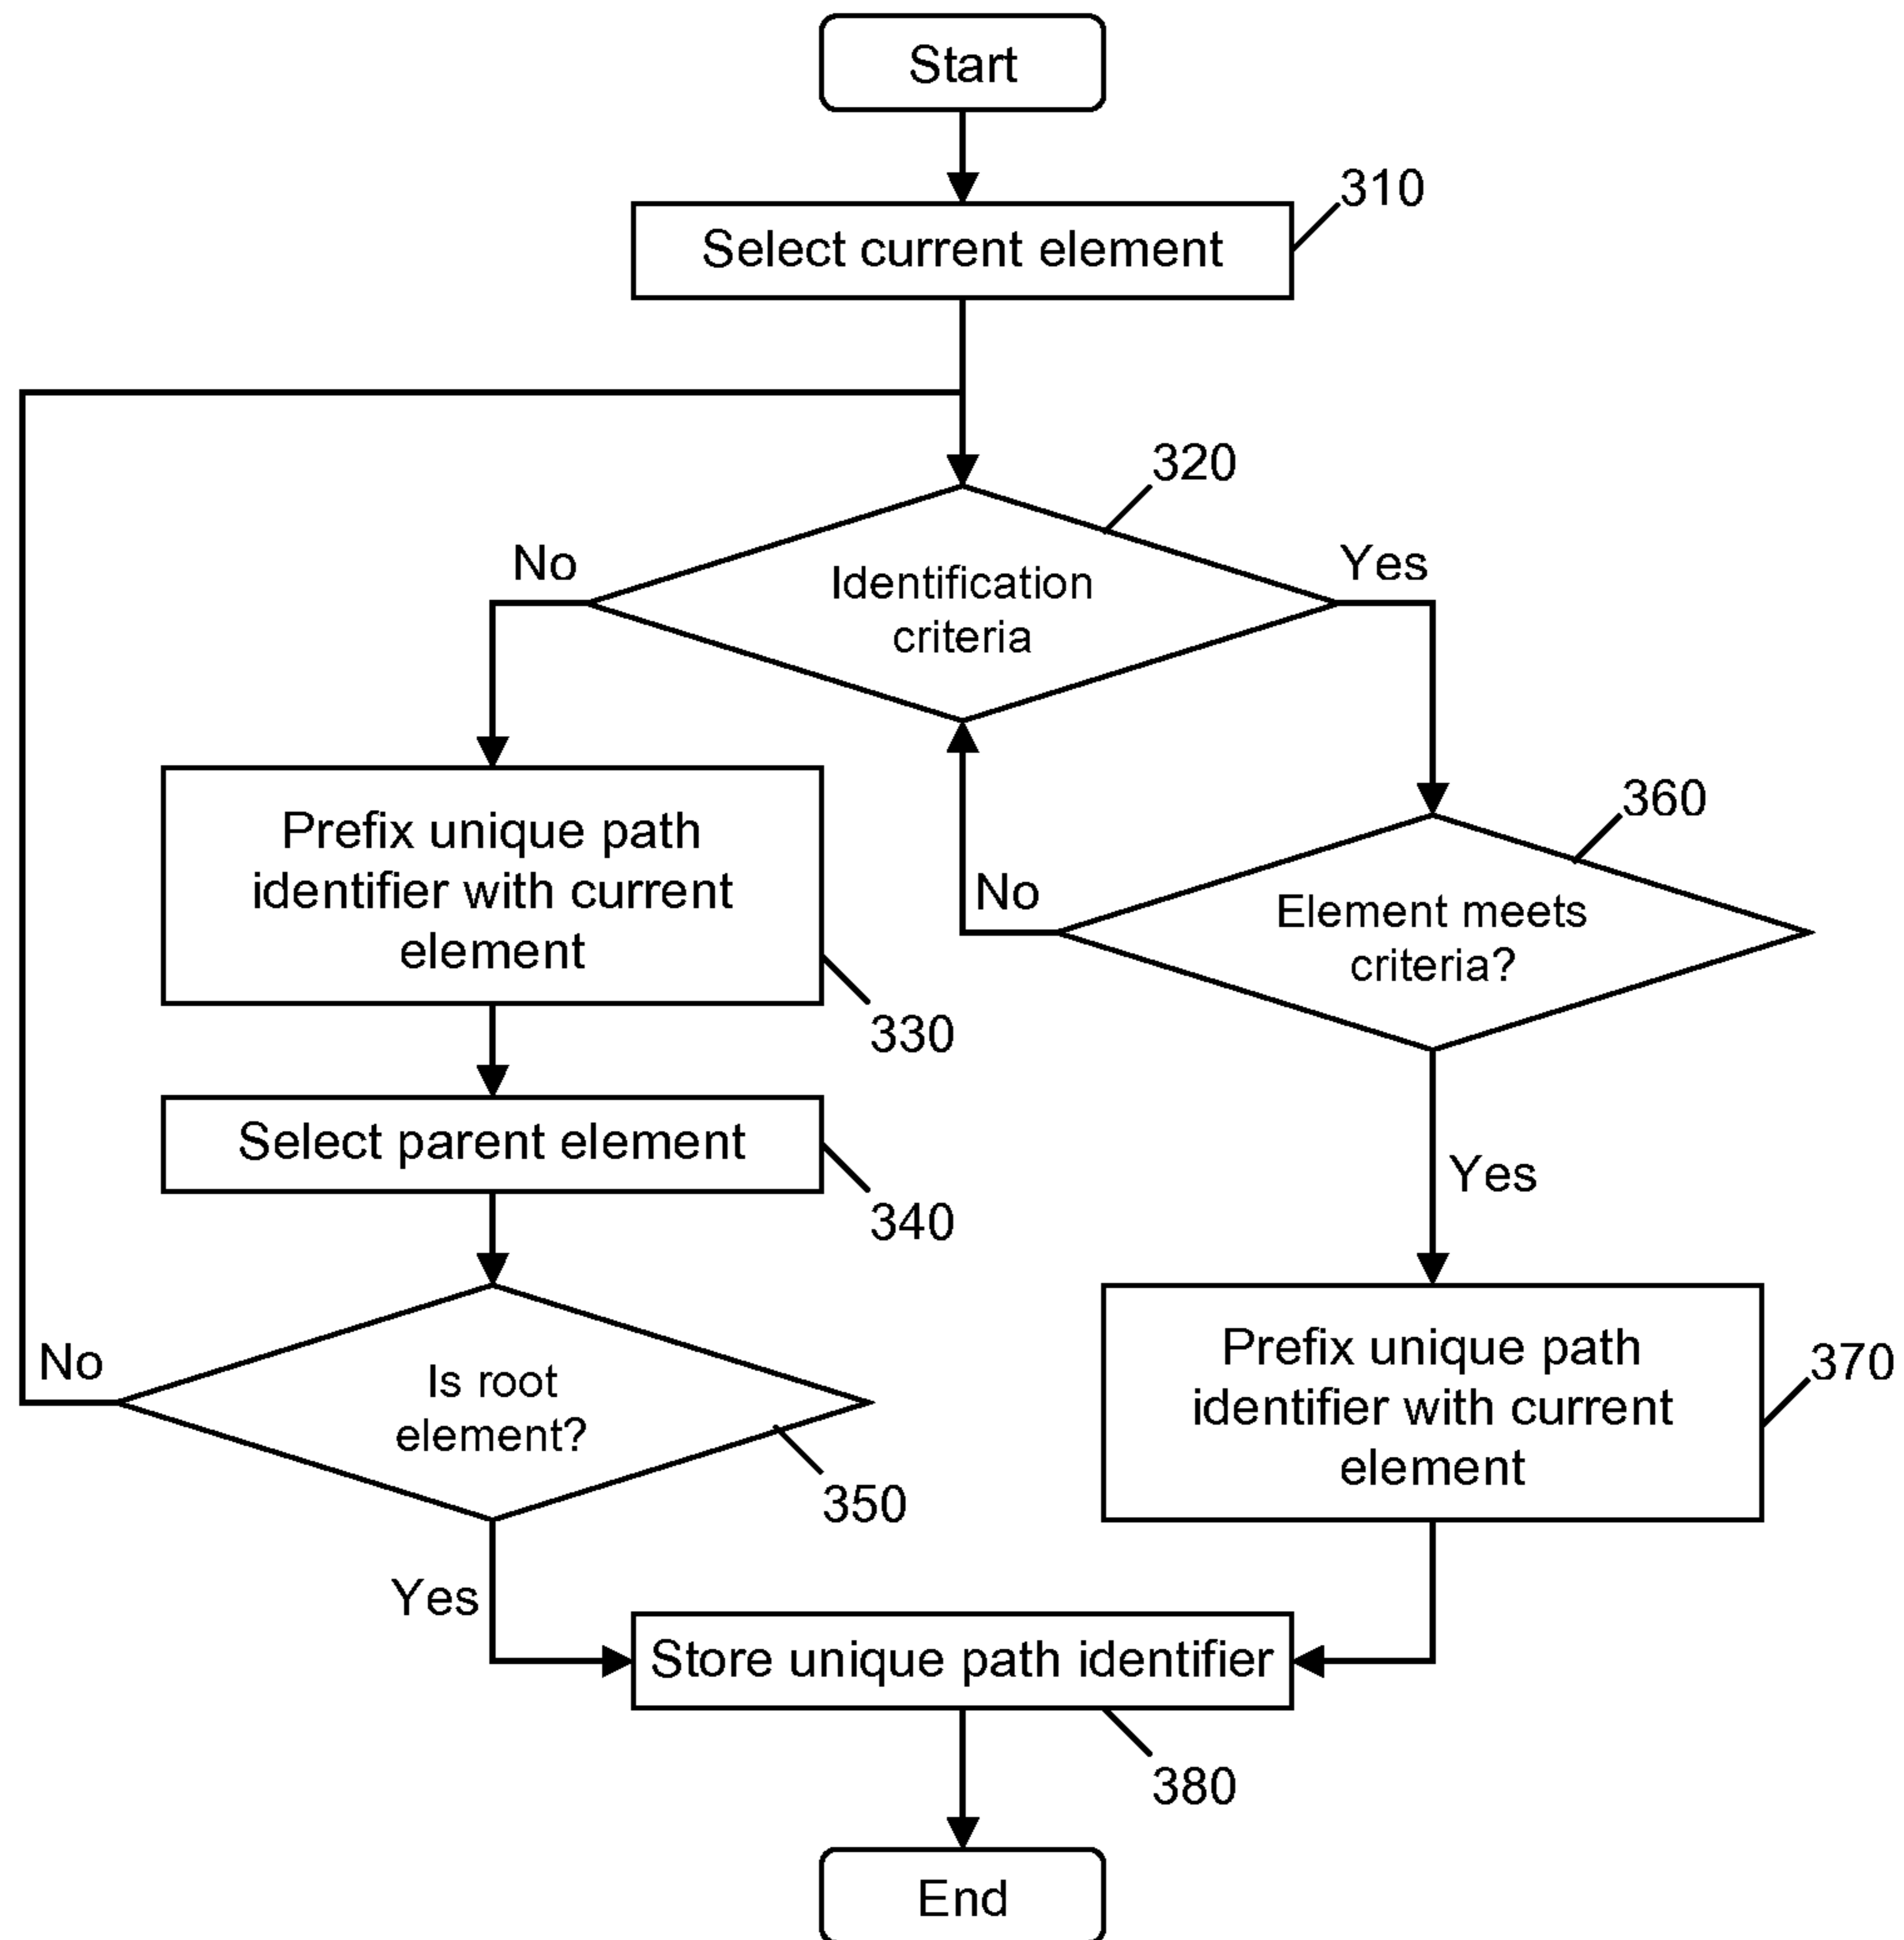 Start
310
Select current element
320
No
Yes
Identification
criteria
360
Prefix unique path
identifier with current
element
No
Element meets
criteria?
330
Select parent element
Yes
340
No
Is root
element?
Prefix unique path
identifier with current
element
370
350
Yes
Store unique path identifier
380
End